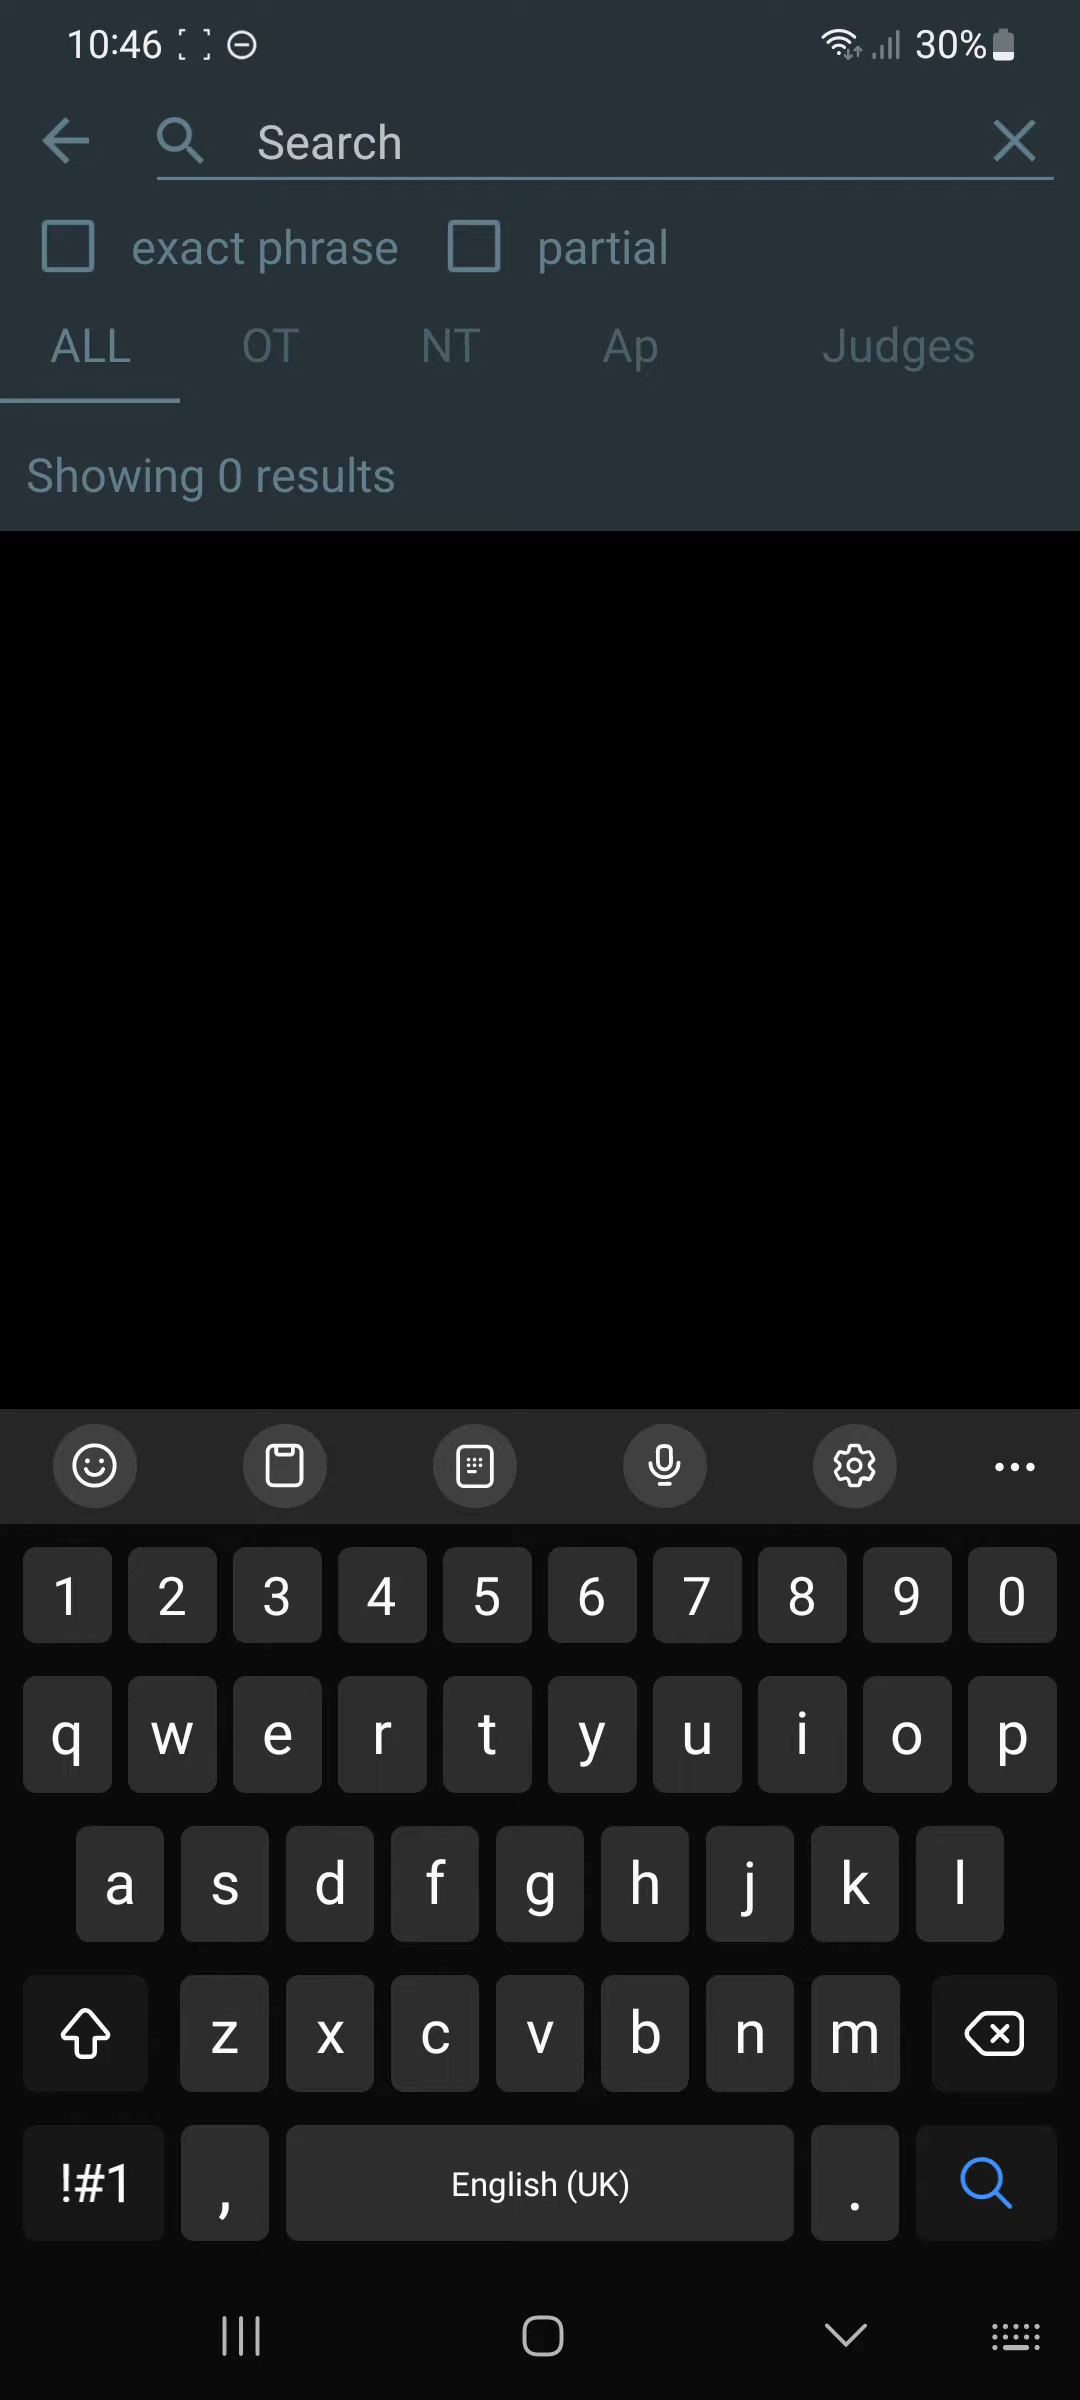 10:46 30%
Search
exact phrase partial
ALL OT NT Ap Judges
Showing 0 results
1 2 3 4 5 6 7 8 9 0
q w e r t y u i o p
a s d f g h j k l
z x c v b n m
!#1 , English (UK) .